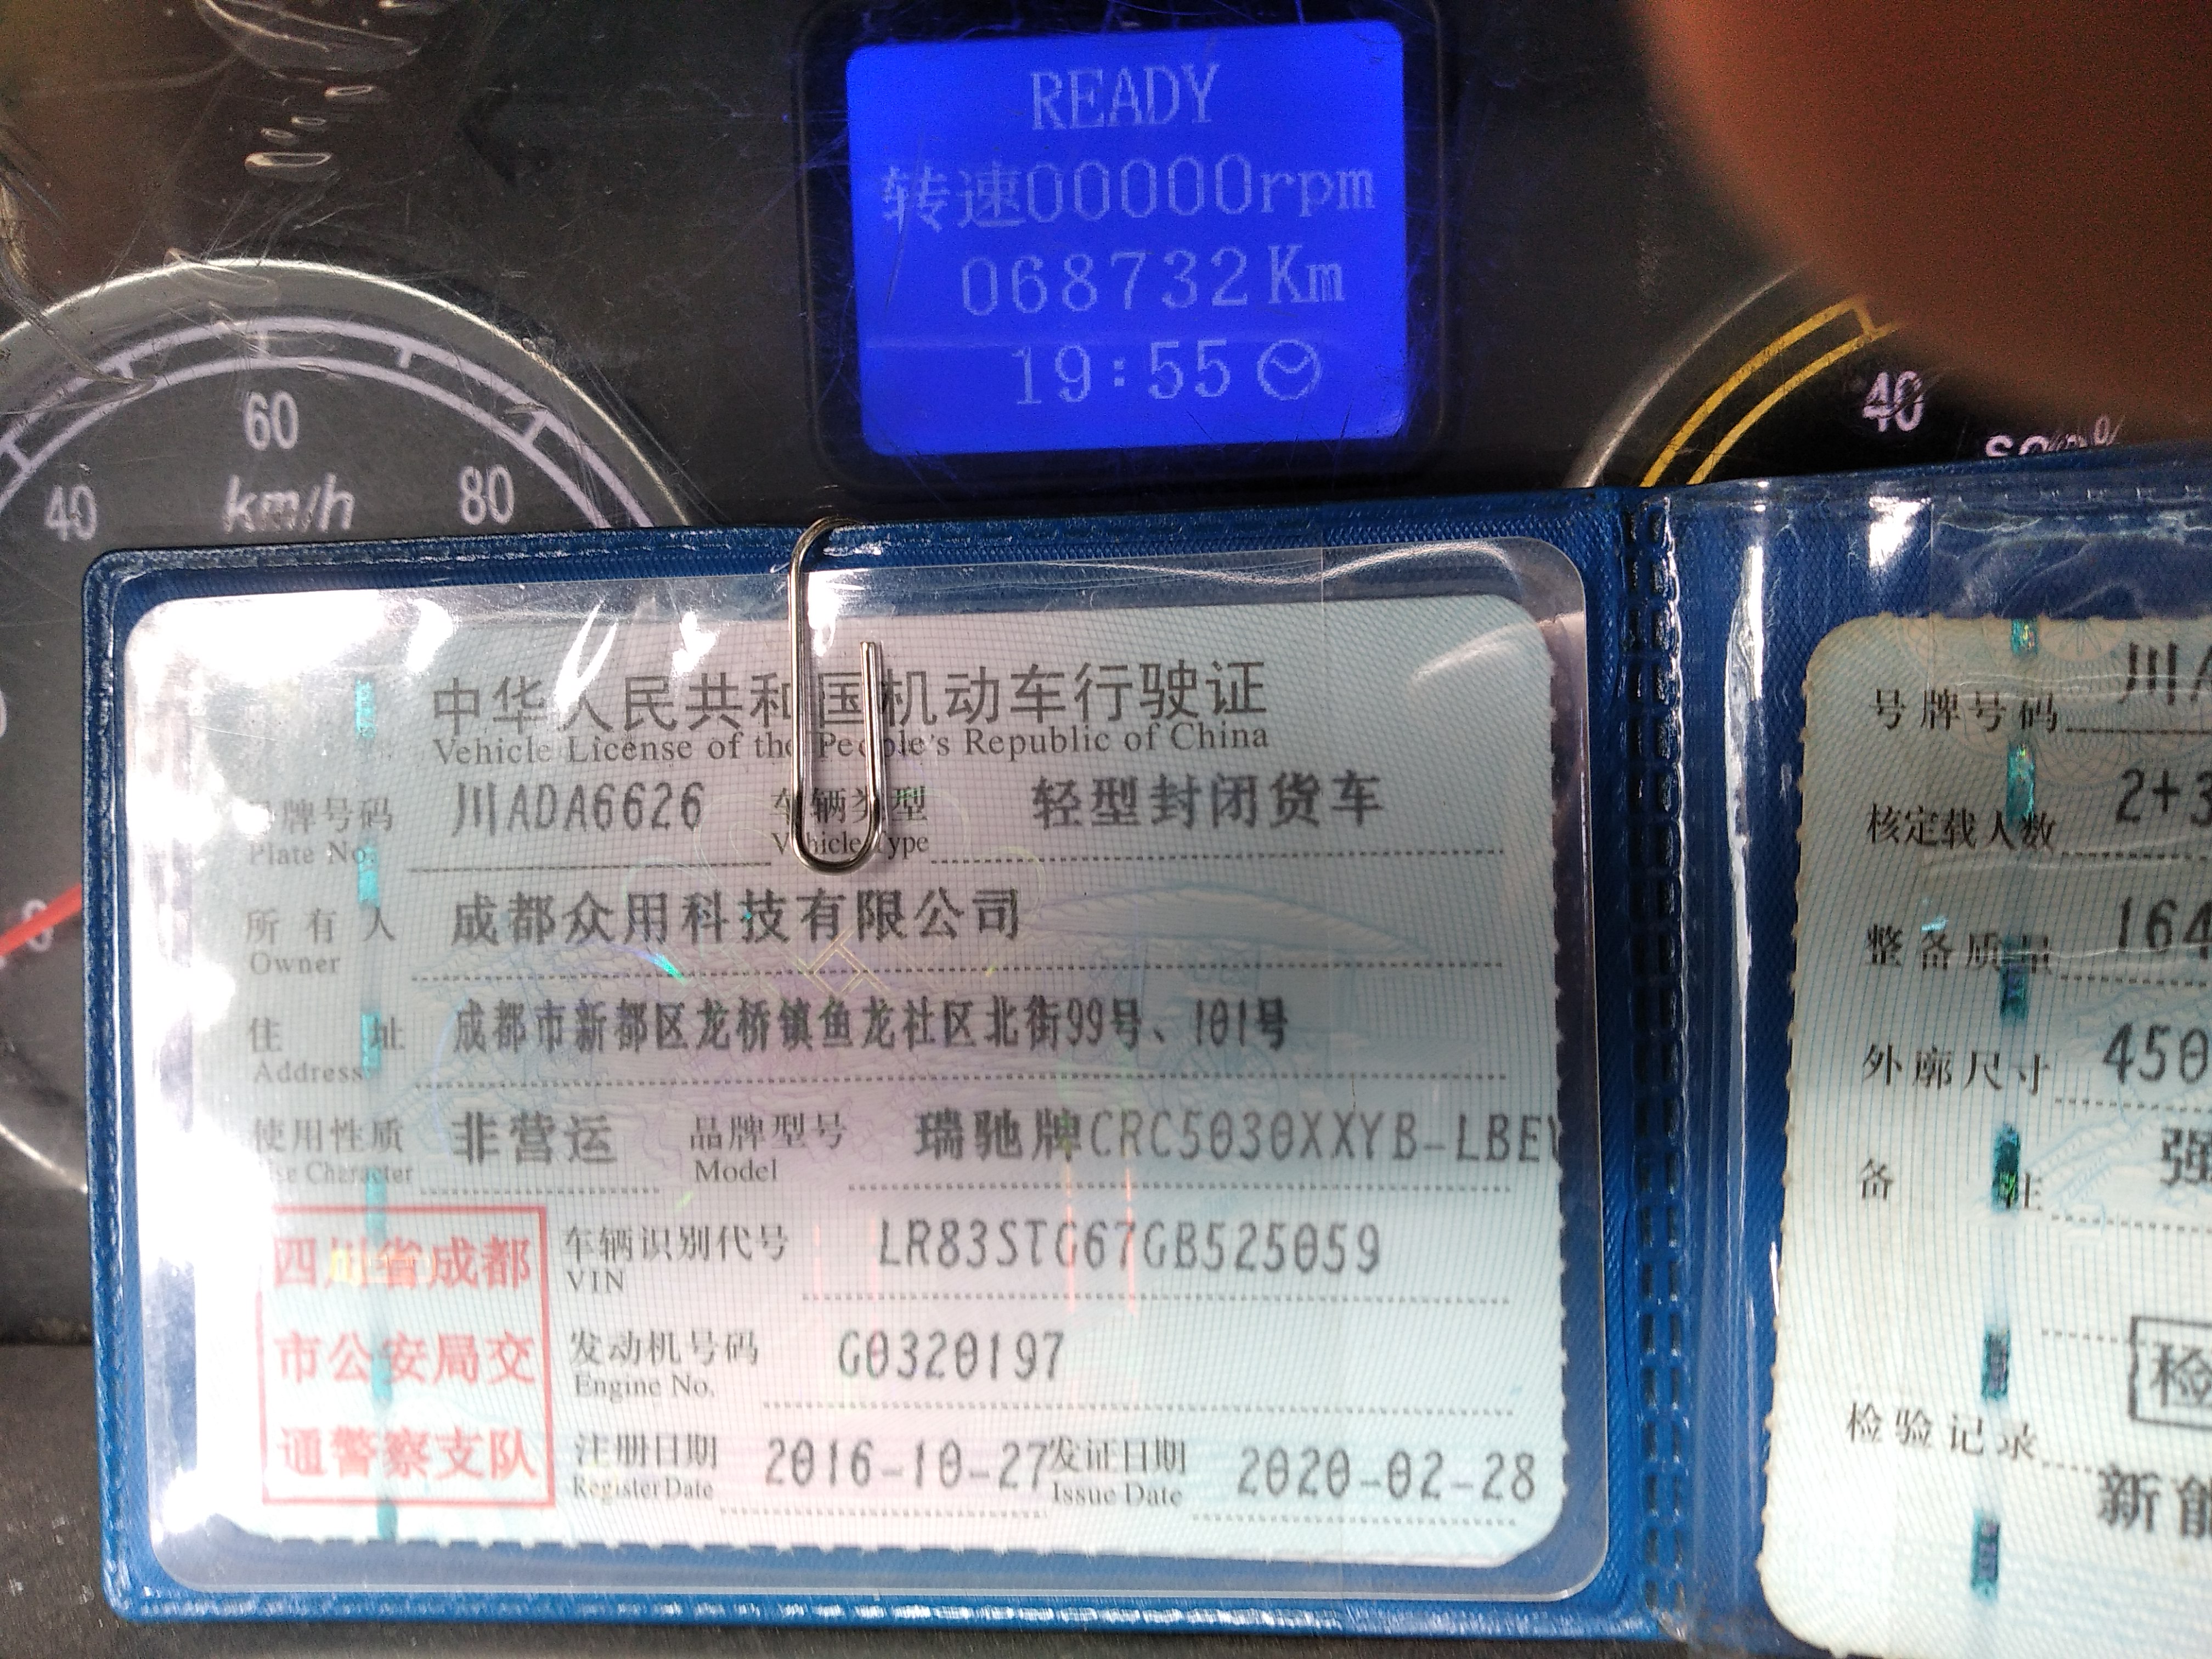 READY
转速00000rpm
068732Km
19:55
60
40
km/h
80
40
中华人民共和国机动车行驶证
Vehicle License of the People's Republic of China
号牌号码 川ADA6626 车辆类型 轻型封闭货车
Plate No. Vehicle Type
所有人 成都众用科技有限公司
Owner
住址 成都市新都区龙桥镇鱼龙社区北街99号、101号
Address
使用性质 非营运 品牌型号 瑞驰牌CRC5030XXYB-LBE
Use Character Model
四川省成都
市公安局交
通警察支队
车辆识别代号 LR83STG67GB525059
VIN
发动机号码 G0320197
Engine No.
注册日期 2016-10-27 发证日期 2020-02-28
Register Date Issue Date
号牌号码 川A
核定载人数 2+3
整备质量 164
外廓尺寸 450
备注 强
检
检验记录
新能